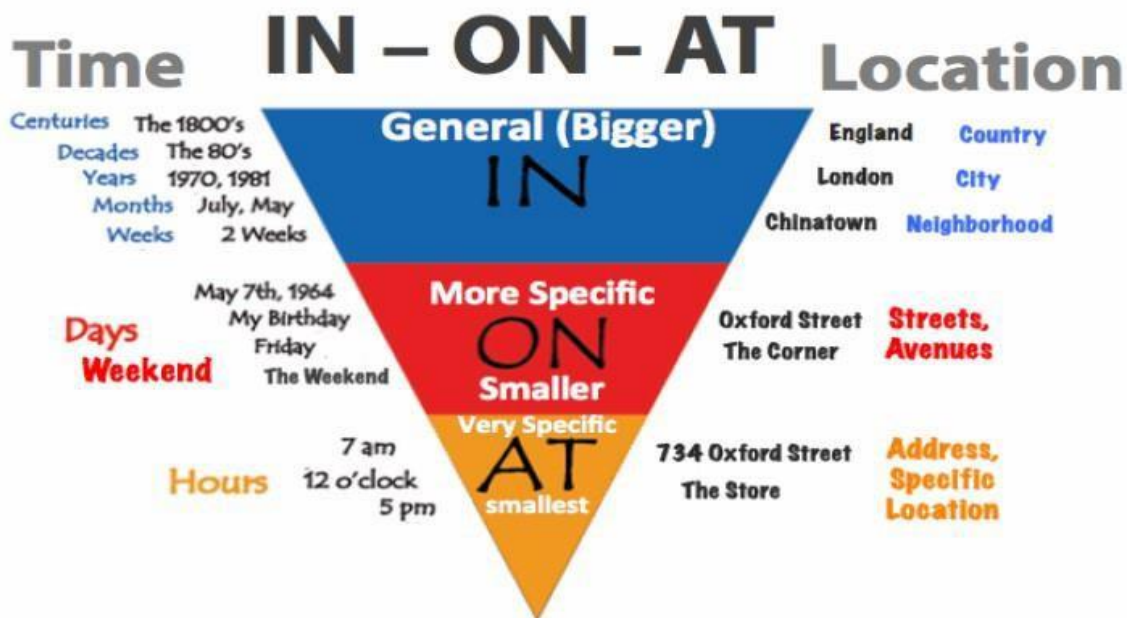 IN – ON - AT
Time
Location
Centuries The 1800's
Decades The 80's
Years 1970, 1981
Months July, May
Weeks 2 Weeks
General (Bigger)
IN
England Country
London City
Chinatown Neighborhood
May 7th, 1964
My Birthday
Days
Friday
Weekend
The Weekend
More Specific
ON
Smaller
Oxford Street Streets,
The Corner Avenues
7 am
Hours 12 o'clock
5 pm
Very Specific
AT
smallest
734 Oxford Street Address,
The Store Specific
Location